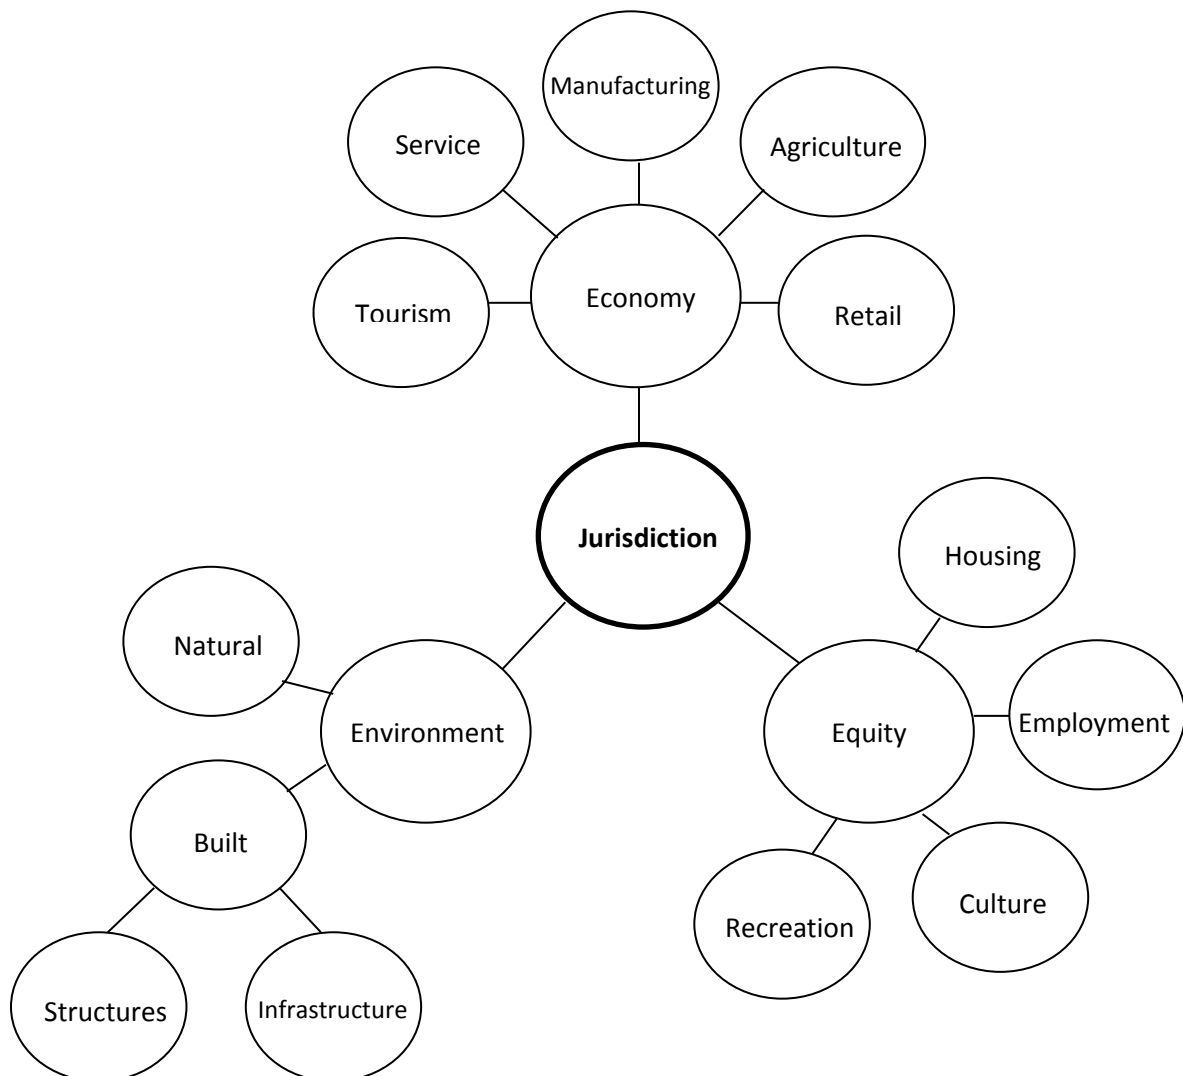 Manufacturing
Service
Agriculture
Economy
Tourism
Retail
Jurisdiction
Housing
Natural
Employment
Environment
Equity
Built
Culture
Recreation
Structures
Infrastructure